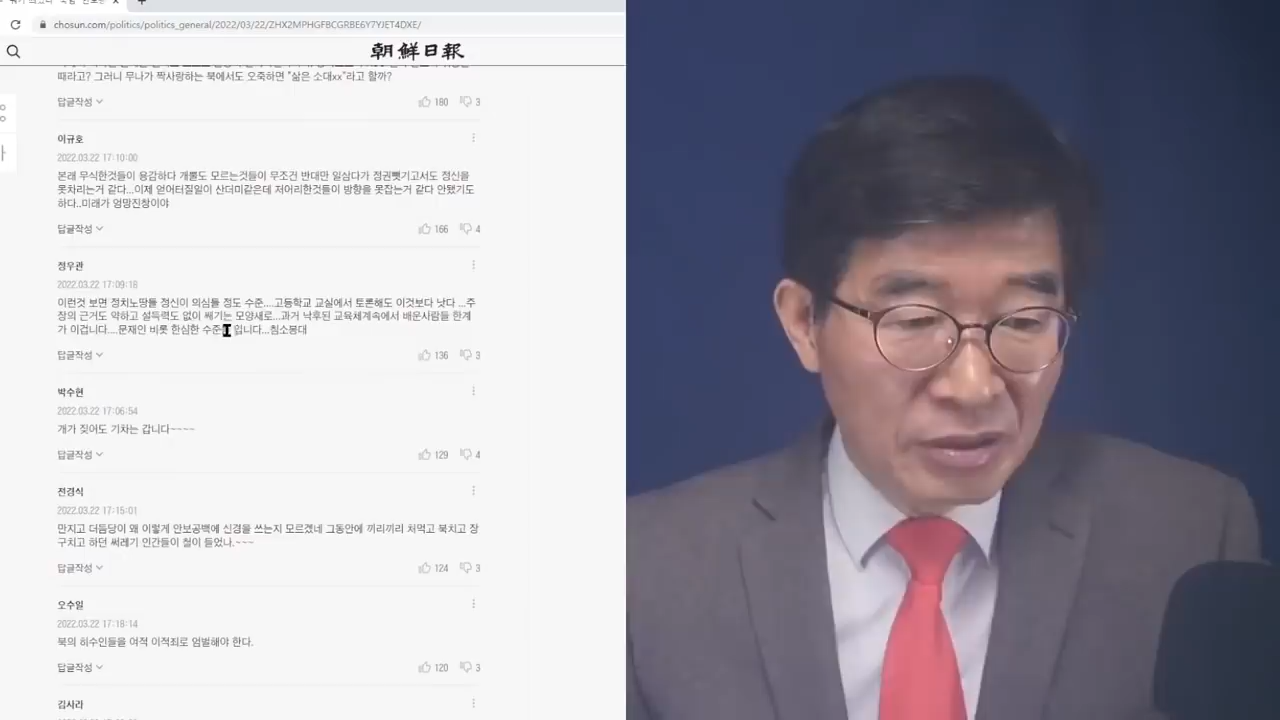 chosun.com/politics/politics_general/2022/03/22/ZHX2MPHGFBCGRBE6Y7YJET4DXE/
朝鮮日報
때라고? 그러니 무나가 짝사랑하는 북에서도 오죽하면 "삶은 소대xx"라고 할까?
답글작성
180
3
이규호
2022.03.22 17:10:00
본래 무식한것들이 용감하다 개뿔도 모르는것들이 무조건 반대만 일삼다가 정권뺏기고서도 정신을
못차리는거 같다...이제 얻어터질일이 산더미같은데 저어리한것들이 방향을 못잡는거 같다 안됐기도
하다..미래가 엉망진창이야
답글작성
166
4
정우관
2022.03.22 17:09:18
이런것 보면 정치노땅들 정신이 의심들 정도 수준....고등학교 교실에서 토론해도 이것보다 낫다 ...주
장의 근거도 약하고 설득력도 없이 쎄기는 모양새로...과거 낙후된 교육체계속에서 배운사람들 한계
가 이겁니다....문재인 비롯 한심한 수준 입니다...침소봉대
답글작성
136
3
박수현
2022.03.22 17:06:54
개가 짖어도 기차는 갑니다~~~~
답글작성
129
4
전경식
2022.03.22 17:15:01
만지고 더듬당이 왜 이렇게 안보공백에 신경을 쓰는지 모르겠네 그동안에 끼리끼리 처먹고 북치고 장
구치고 하던 써레기 인간들이 철이 들었나.~~~
답글작성
124
3
오수일
2022.03.22 17:18:14
북의 하수인들을 여적 이적죄로 엄벌해야 한다.
답글작성
120
3
김사라